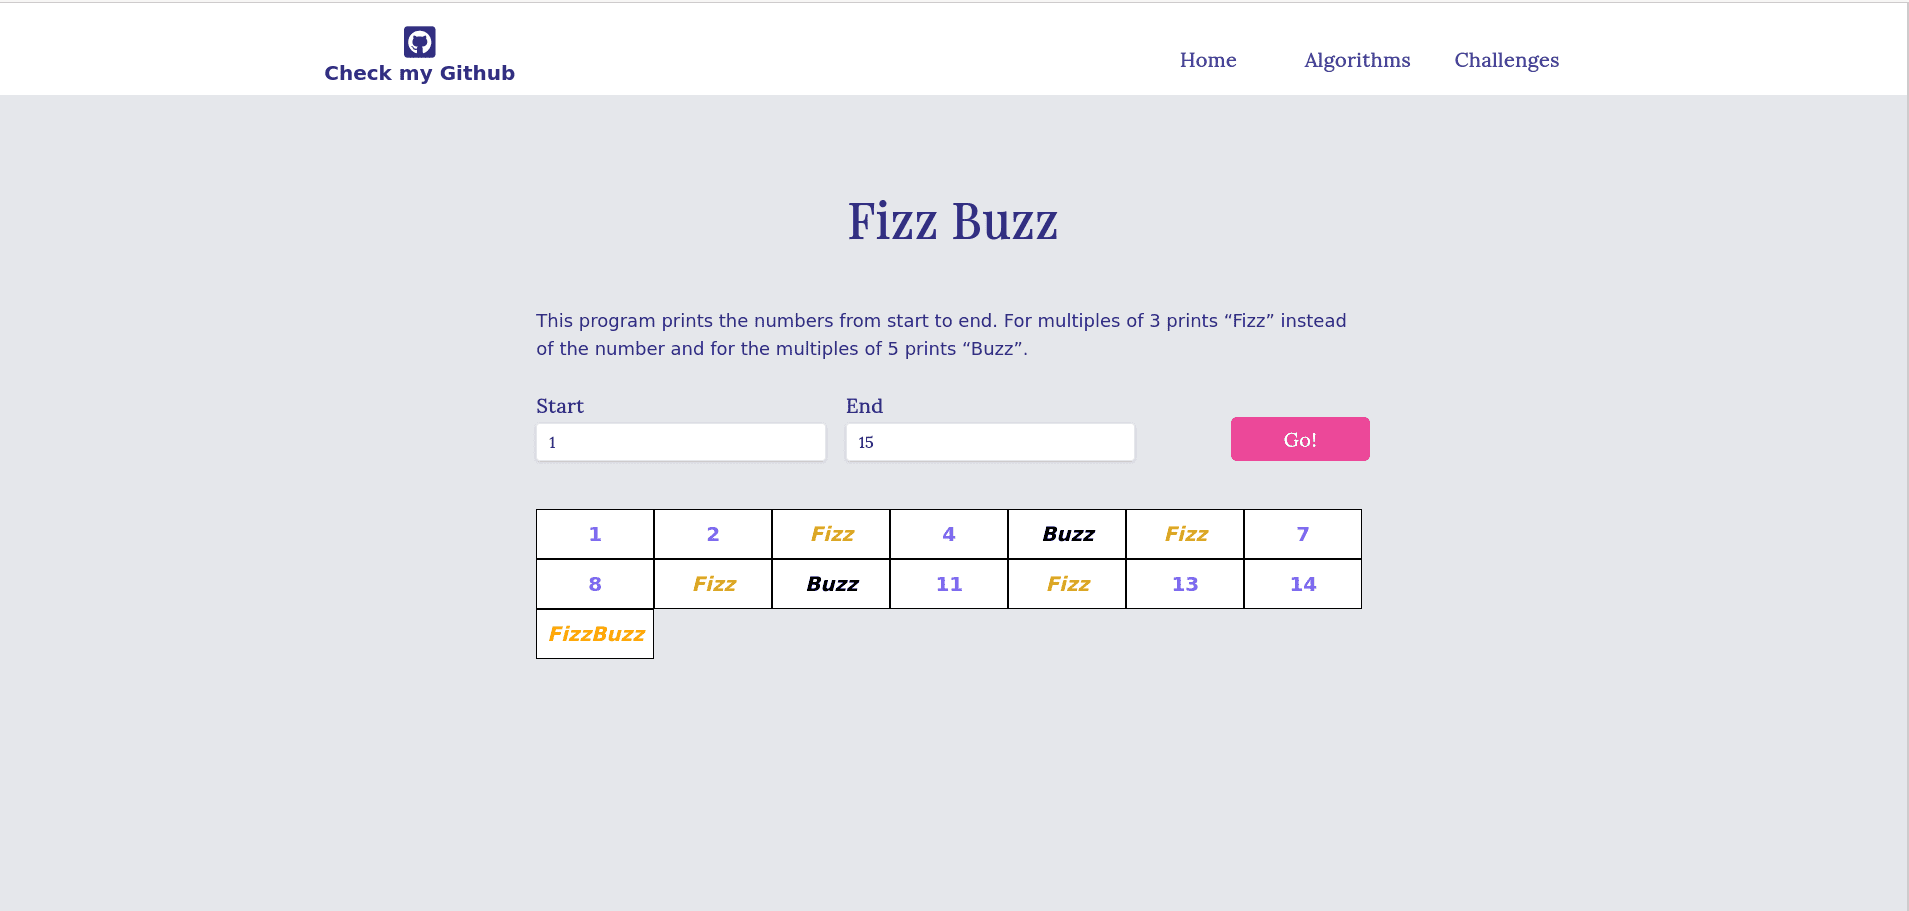 Check my Github
Home Algorithms Challenges
Fizz Buzz
This program prints the numbers from start to end. For multiples of 3 prints “Fizz” instead
of the number and for the multiples of 5 prints “Buzz”.
Start End
1 15 Go!
1 2 Fizz 4 Buzz Fizz 7
8 Fizz Buzz 11 Fizz 13 14
FizzBuzz